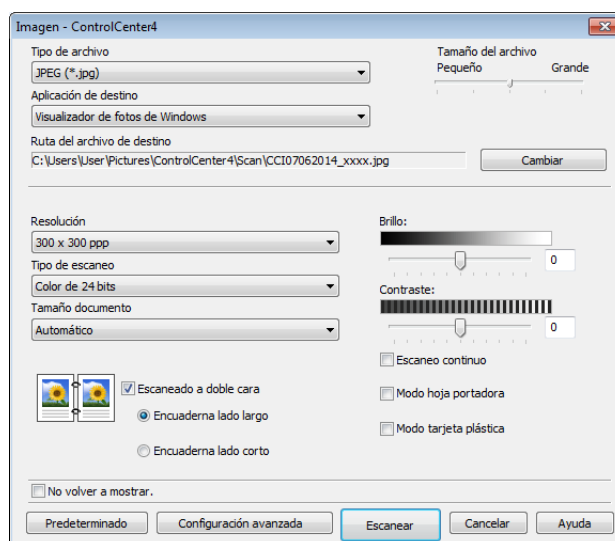 Imagen - ControlCenter4
Tipo de archivo
JPEG (*.jpg)
Tamaño del archivo
Pequeño Grande
Aplicación de destino
Visualizador de fotos de Windows
Ruta del archivo de destino
C:\Users\User\Pictures\ControlCenter4\Scan\CCI07062014_xxxx.jpg
Cambiar
Resolución
300 x 300 ppp
Tipo de escaneo
Color de 24 bits
Tamaño documento
Automático
Brillo:
0
Contraste:
0
Escaneado a doble cara
Encuaderna lado largo
Encuaderna lado corto
Escaneo continuo
Modo hoja portadora
Modo tarjeta plástica
No volver a mostrar.
Predeterminado Configuración avanzada Escanear Cancelar Ayuda